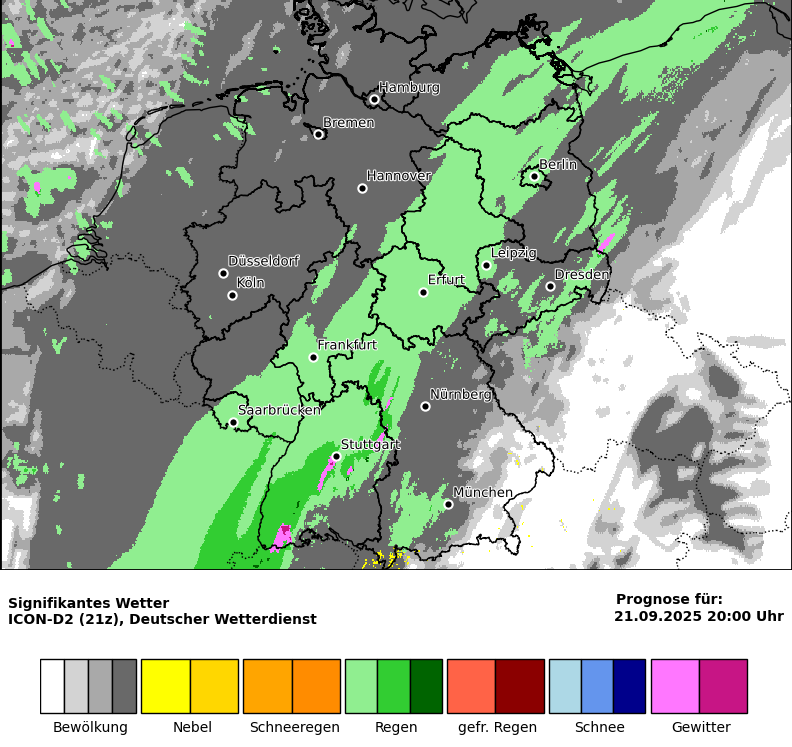 Hamburg
Bremen
Hannover
Berlin
Düsseldorf
Köln
Leipzig
Dresden
Erfurt
Frankfurt
Saarbrücken
Nürnberg
Stuttgart
München
Signifikantes Wetter
ICON-D2 (21z), Deutscher Wetterdienst
Prognose für:
21.09.2025 20:00 Uhr
Bewölkung Nebel Schneeregen Regen gefr. Regen Schnee Gewitter